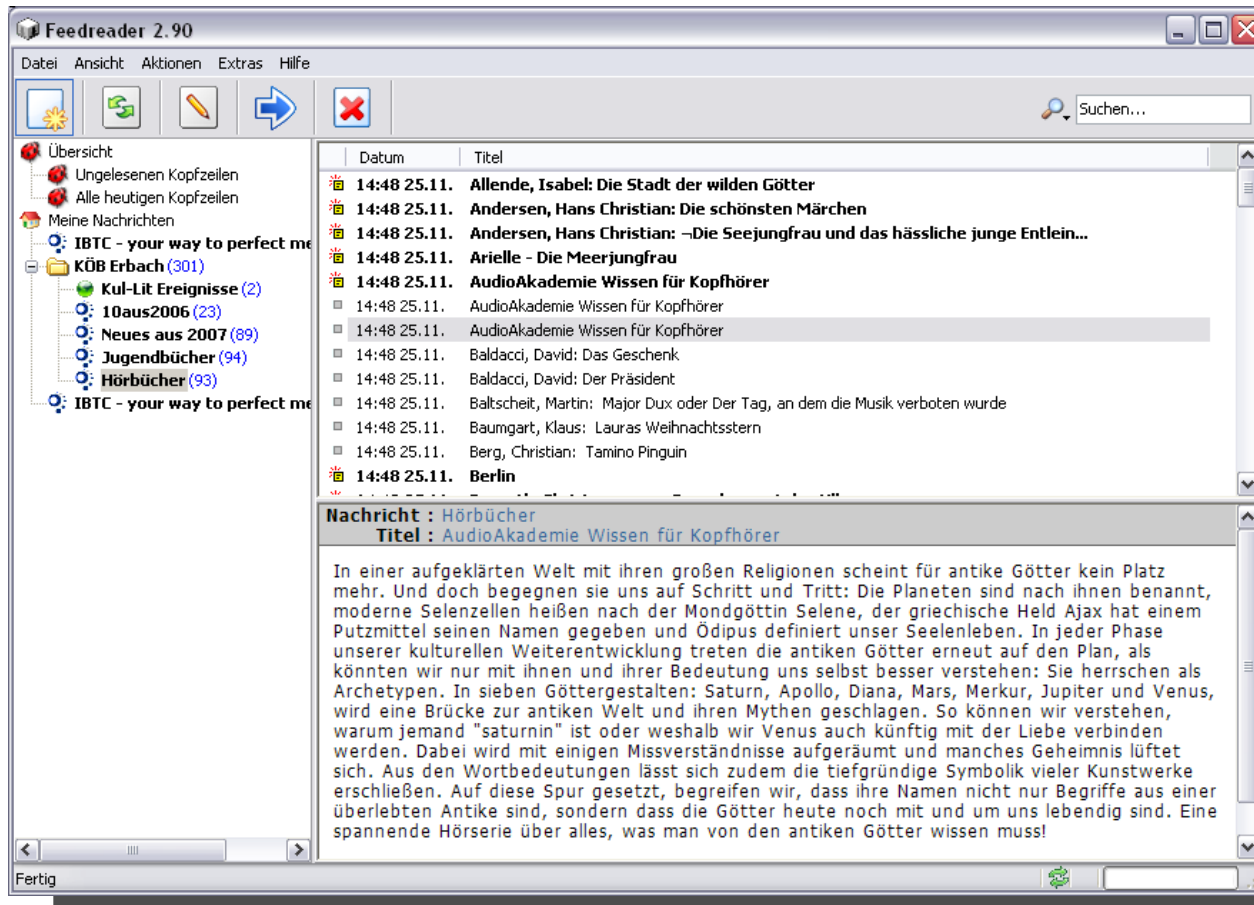 Feedreader 2.90
Datei Ansicht Aktionen Extras Hilfe
Suchen...
Übersicht
Ungelesenen Kopfzeilen
Alle heutigen Kopfzeilen
Meine Nachrichten
IBTC - your way to perfect me
KÖB Erbach (301)
Kul-Lit Ereignisse (2)
10aus2006 (23)
Neues aus 2007 (89)
Jugendbücher (94)
Hörbücher (93)
IBTC - your way to perfect me
Datum Titel
14:48 25.11. Allende, Isabel: Die Stadt der wilden Götter
14:48 25.11. Andersen, Hans Christian: Die schönsten Märchen
14:48 25.11. Andersen, Hans Christian: ¬Die Seejungfrau und das hässliche junge Entlein...
14:48 25.11. Arielle - Die Meerjungfrau
14:48 25.11. AudioAkademie Wissen für Kopfhörer
14:48 25.11. AudioAkademie Wissen für Kopfhörer
14:48 25.11. AudioAkademie Wissen für Kopfhörer
14:48 25.11. Baldacci, David: Das Geschenk
14:48 25.11. Baldacci, David: Der Präsident
14:48 25.11. Baltscheit, Martin: Major Dux oder Der Tag, an dem die Musik verboten wurde
14:48 25.11. Baumgart, Klaus: Lauras Weihnachtsstern
14:48 25.11. Berg, Christian: Tamino Pinguin
14:48 25.11. Berlin
Nachricht : Hörbücher
Titel : AudioAkademie Wissen für Kopfhörer
In einer aufgeklärten Welt mit ihren großen Religionen scheint für antike Götter kein Platz
mehr. Und doch begegnen sie uns auf Schritt und Tritt: Die Planeten sind nach ihnen benannt,
moderne Selenzellen heißen nach der Mondgöttin Selene, der griechische Held Ajax hat einem
Putzmittel seinen Namen gegeben und Ödipus definiert unser Seelenleben. In jeder Phase
unserer kulturellen Weiterentwicklung treten die antiken Götter erneut auf den Plan, als
könnten wir nur mit ihnen und ihrer Bedeutung uns selbst besser verstehen: Sie herrschen als
Archetypen. In sieben Göttergestalten: Saturn, Apollo, Diana, Mars, Merkur, Jupiter und Venus,
wird eine Brücke zur antiken Welt und ihren Mythen geschlagen. So können wir verstehen,
warum jemand "saturnin" ist oder weshalb wir Venus auch künftig mit der Liebe verbinden
werden. Dabei wird mit einigen Missverständnisse aufgeräumt und manches Geheimnis lüftet
sich. Aus den Wortbedeutungen lässt sich zudem die tiefgründige Symbolik vieler Kunstwerke
erschließen. Auf diese Spur gesetzt, begreifen wir, dass ihre Namen nicht nur Begriffe aus einer
überlebten Antike sind, sondern dass die Götter heute noch mit und um uns lebendig sind. Eine
spannende Hörserie über alles, was man von den antiken Götter wissen muss!
Fertig